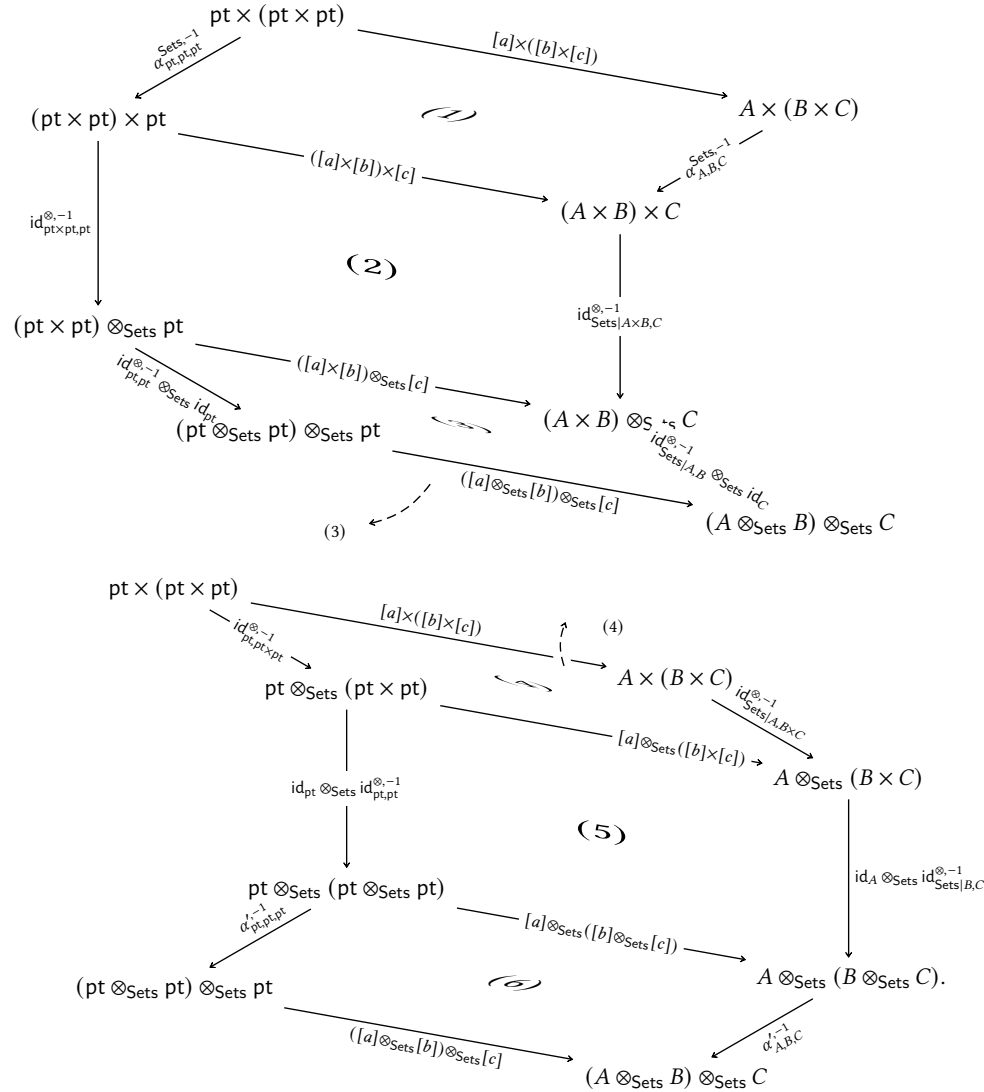 pt × (pt × pt)
α^{Sets,-1}_{pt,pt,pt}
[a]×([b]×[c])
(pt × pt) × pt
(1)
A × (B × C)
α^{Sets,-1}_{A,B,C}
([a]×[b])×[c]
(A × B) × C
id^{⊗,-1}_{pt×pt,pt}
(2)
id^{⊗,-1}_{Sets|A×B,C}
(pt × pt) ⊗_{Sets} pt
([a]×[b])⊗_{Sets}[c]
id^{⊗,-1}_{pt,pt} ⊗_{Sets} id_{pt}
(pt ⊗_{Sets} pt) ⊗_{Sets} pt
(3)
(A × B) ⊗_{Sets} C
id^{⊗,-1}_{Sets|A,B} ⊗_{Sets} id_C
([a]⊗_{Sets}[b])⊗_{Sets}[c]
(A ⊗_{Sets} B) ⊗_{Sets} C
(3)
pt × (pt × pt)
[a]×([b]×[c])
(4)
id^{⊗,-1}_{pt,pt×pt}
pt ⊗_{Sets} (pt × pt)
(4)
A × (B × C)
id^{⊗,-1}_{Sets|A,B×C}
[a]⊗_{Sets}([b]×[c])
A ⊗_{Sets} (B × C)
id_{pt} ⊗_{Sets} id^{⊗,-1}_{pt,pt}
(5)
id_A ⊗_{Sets} id^{⊗,-1}_{Sets|B,C}
pt ⊗_{Sets} (pt ⊗_{Sets} pt)
α^{′,-1}_{pt,pt,pt}
[a]⊗_{Sets}([b]⊗_{Sets}[c])
(pt ⊗_{Sets} pt) ⊗_{Sets} pt
(6)
A ⊗_{Sets} (B ⊗_{Sets} C).
α^{′,-1}_{A,B,C}
([a]⊗_{Sets}[b])⊗_{Sets}[c]
(A ⊗_{Sets} B) ⊗_{Sets} C